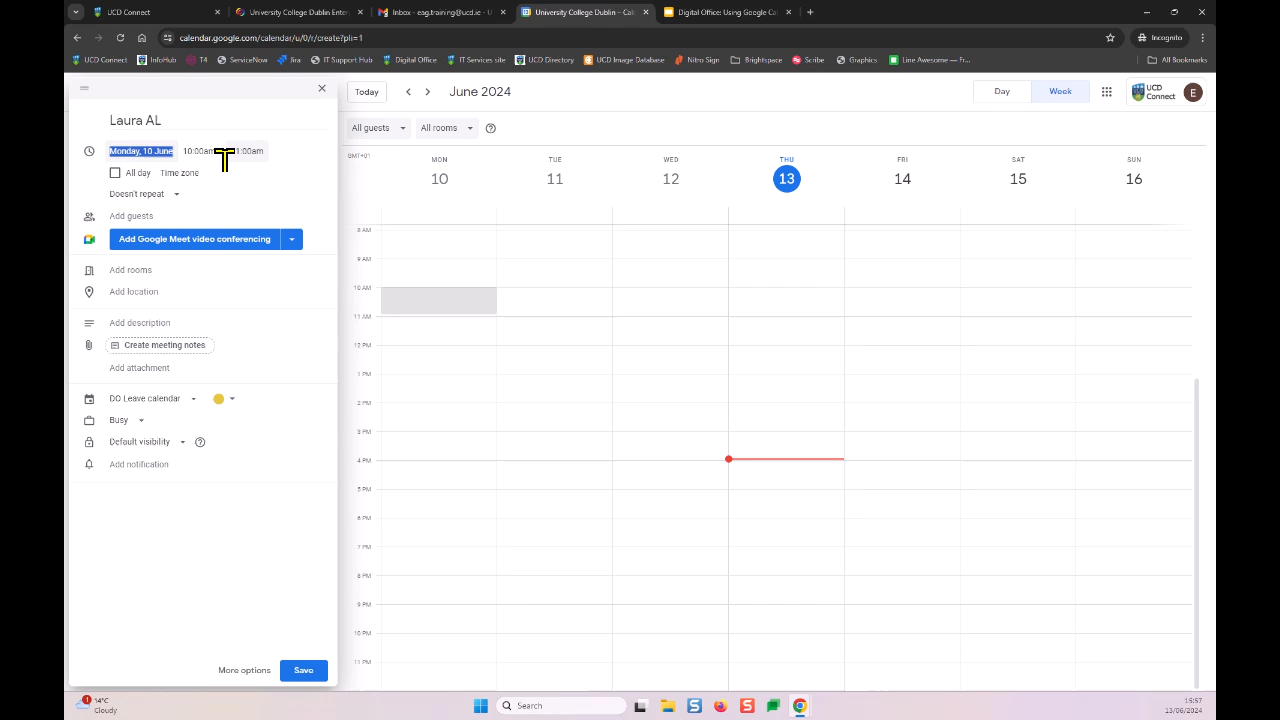 UCD Connect
University College Dublin Enter
Inbox - eag.training@ucd.ie - U
University College Dublin – Cale
Digital Office: Using Google Ca
calendar.google.com/calendar/u/0/r/create?pli=1
Incognito
UCD Connect
InfoHub
T4
ServiceNow
Jira
IT Support Hub
Digital Office
IT Services site
UCD Directory
UCD Image Database
Nitro Sign
Brightspace
Scribe
Graphics
Line Awesome — Fr...
All Bookmarks
Today
June 2024
Day
Week
UCD
Connect
E
All guests
All rooms
Laura AL
Monday, 10 June
10:00am
1:00am
All day
Time zone
Doesn't repeat
Add guests
Add Google Meet video conferencing
Add rooms
Add location
Add description
Create meeting notes
Add attachment
DO Leave calendar
Busy
Default visibility
Add notification
More options
Save
GMT+01
MON
TUE
WED
THU
FRI
SAT
SUN
10
11
12
13
14
15
16
8 AM
9 AM
10 AM
11 AM
12 PM
1 PM
2 PM
3 PM
4 PM
5 PM
6 PM
7 PM
8 PM
9 PM
10 PM
11 PM
1
14°C
Cloudy
Search
15:57
13/06/2024